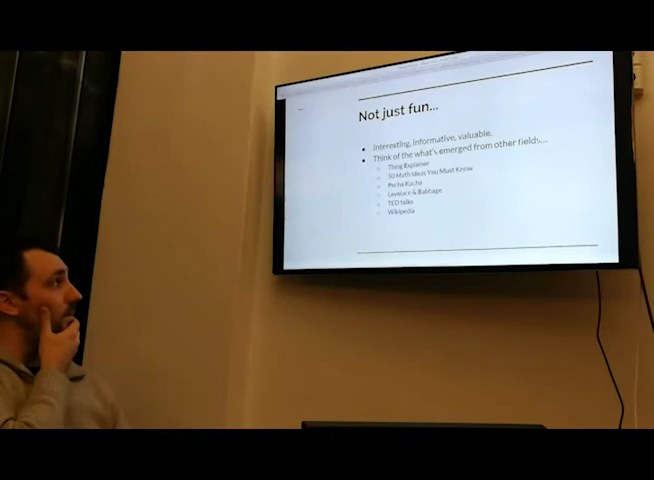 Not just fun...
Interesting, informative, valuable.
Think of the what's emerged from other fields...
Thing Explainer
50 Math Ideas You Must Know
Pecha Kucha
Lovelace & Babbage
TED talks
Wikipedia